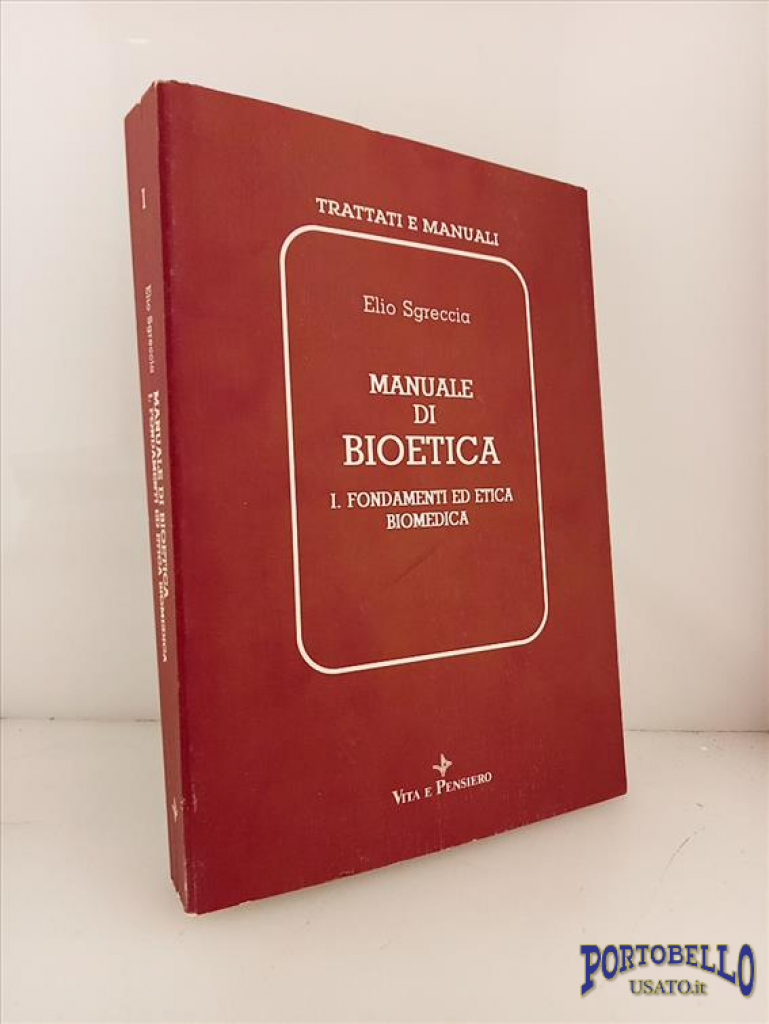 TRATTATI E MANUALI
Elio Sgreccia
MANUALE
DI
BIOETICA
I. FONDAMENTI ED ETICA
BIOMEDICA
VITA E PENSIERO
I
Elio Sgreccia
MANUALE DI BIOETICA
I. FONDAMENTI ED ETICA BIOMEDICA
PORTOBELLO
USATO.it